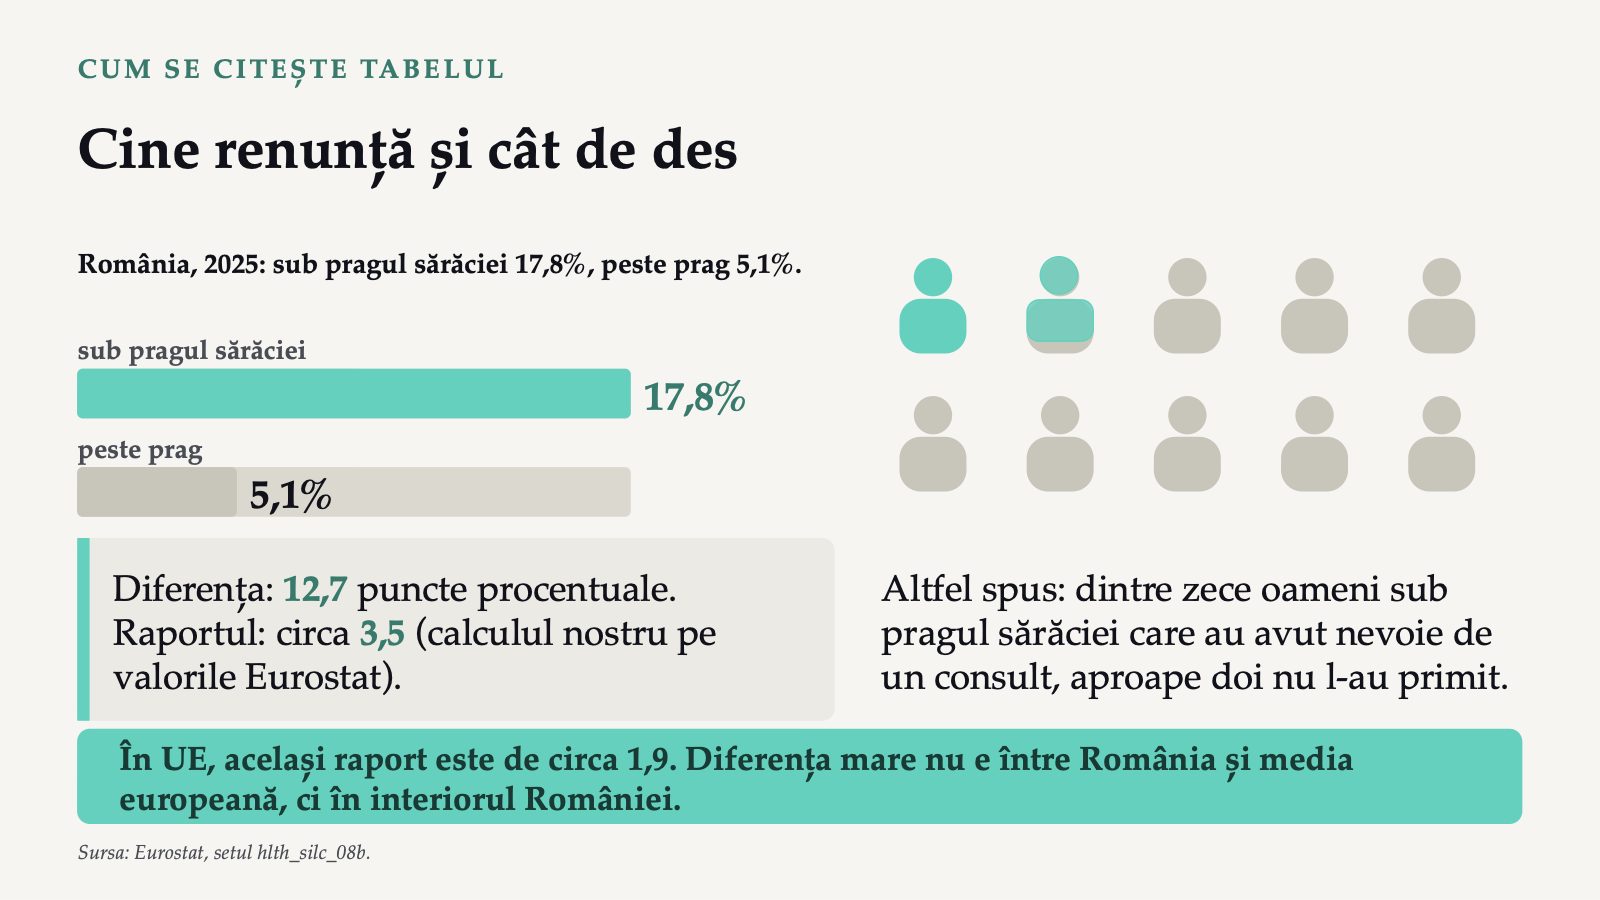 CUM SE CITEȘTE TABELUL
Cine renunță și cât de des
România, 2025: sub pragul sărăciei 17,8%, peste prag 5,1%.
sub pragul sărăciei
17,8%
peste prag
5,1%
Diferența: 12,7 puncte procentuale.
Raportul: circa 3,5 (calculul nostru pe
valorile Eurostat).
Altfel spus: dintre zece oameni sub
pragul sărăciei care au avut nevoie de
un consult, aproape doi nu l-au primit.
În UE, același raport este de circa 1,9. Diferența mare nu e între România și media
europeană, ci în interiorul României.
Sursa: Eurostat, setul hlth_silc_08b.